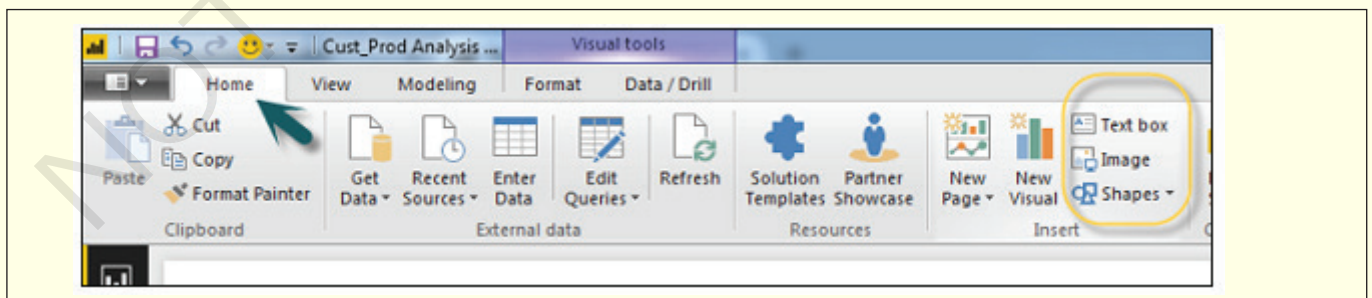 Cust_Prod Analysis ... Visual tools
Home View Modeling Format Data / Drill
Cut
Copy
Format Painter
Paste
Clipboard
Get Data
Recent Sources
Enter Data
Edit Queries
Refresh
External data
Solution Templates
Partner Showcase
Resources
New Page
New Visual
Text box
Image
Shapes
Insert